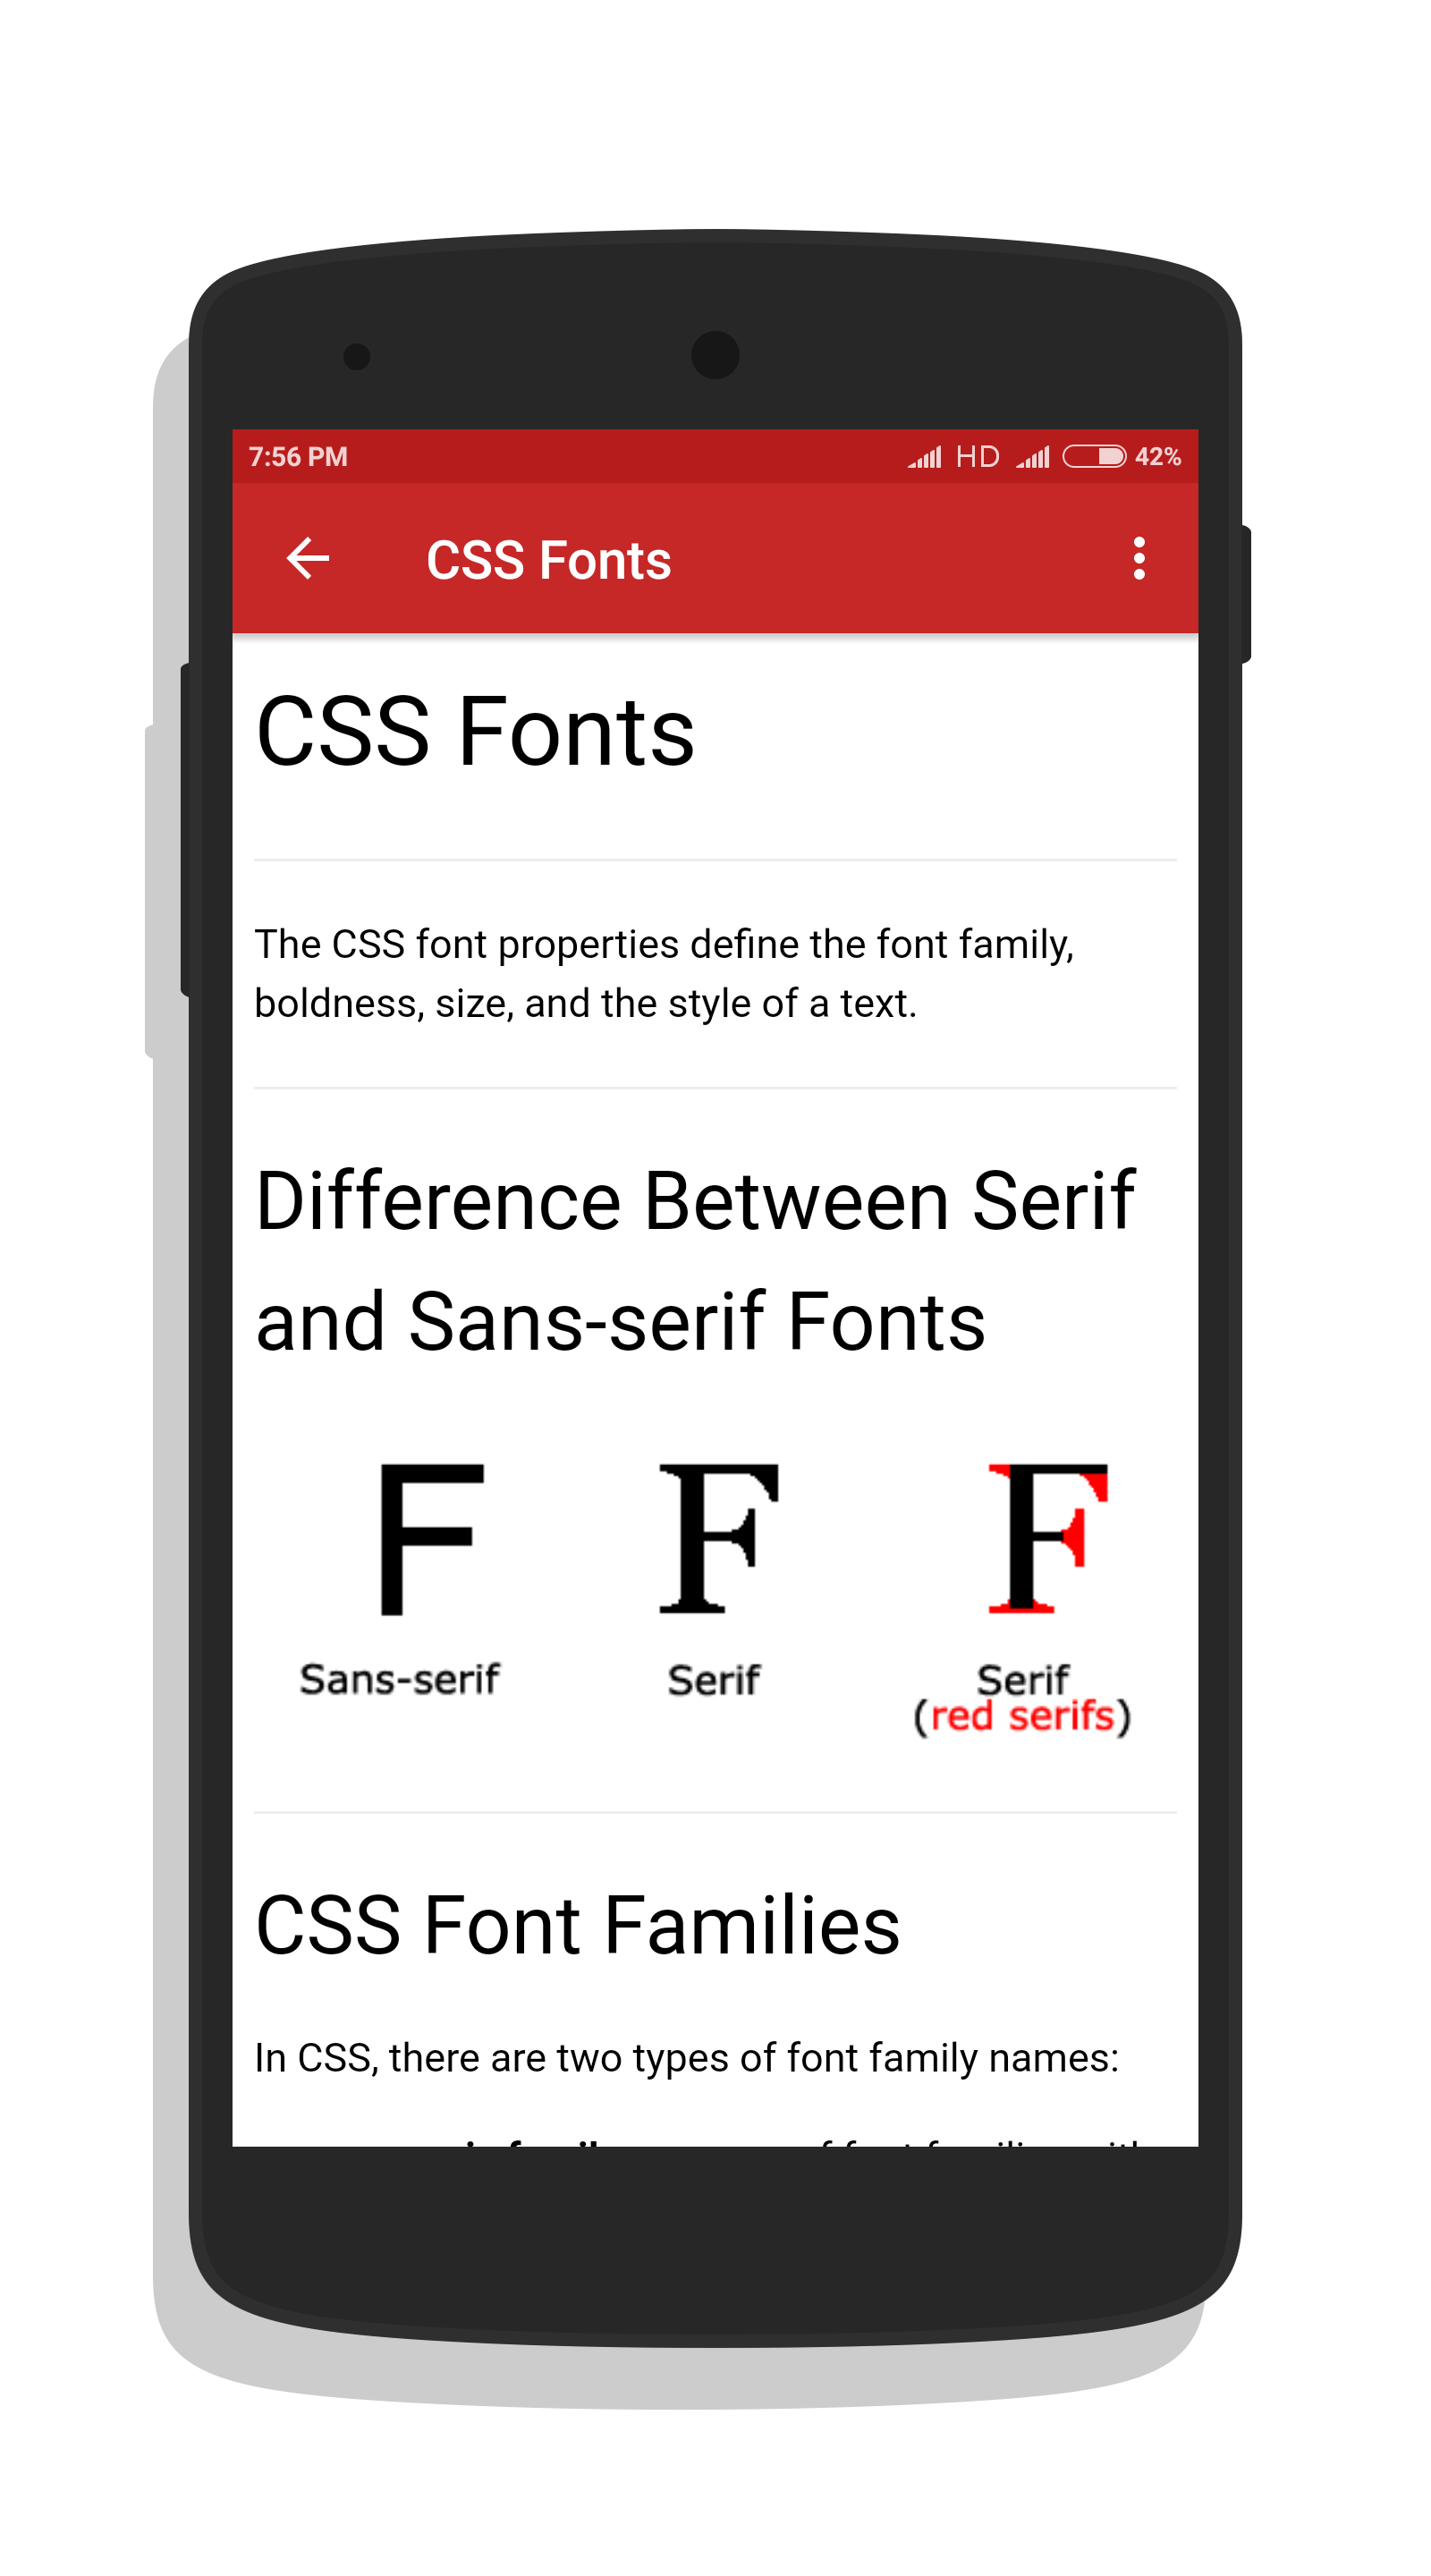 7:56 PM HD 42%
CSS Fonts
CSS Fonts
The CSS font properties define the font family,
boldness, size, and the style of a text.
Difference Between Serif
and Sans-serif Fonts
F F F
Sans-serif Serif Serif
(red serifs)
CSS Font Families
In CSS, there are two types of font family names: